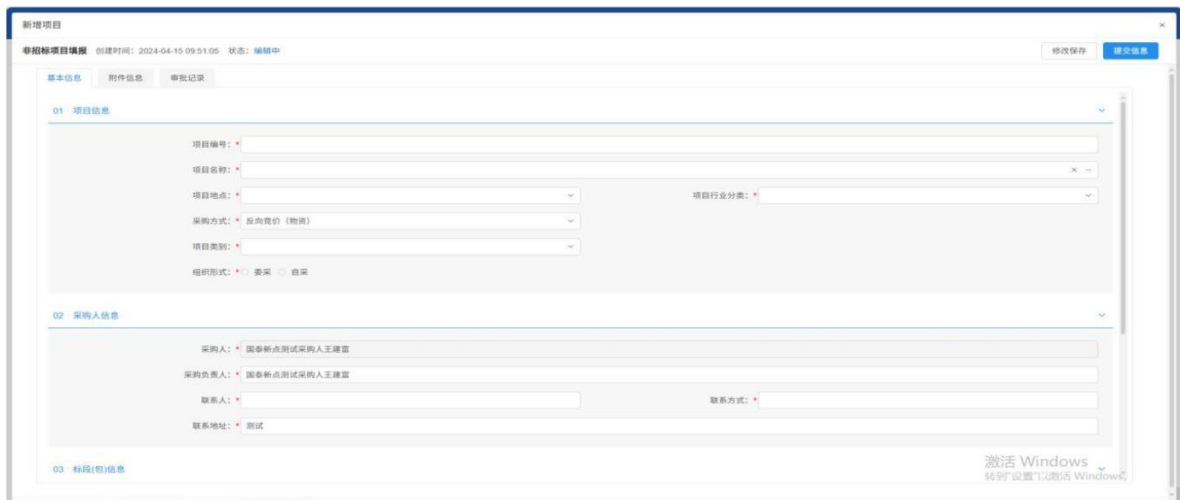 新增项目
非招标项目填报 创建时间：2024-04-15 09:51:05 状态：编辑中 修改保存 提交信息
基本信息 附件信息 审批记录
01 项目信息
项目编号：*
项目名称：*
项目地点：* 项目行业分类：*
采购方式：* 反向竞价（物资）
项目类别：*
组织形式：* 委采 自采
02 采购人信息
采购人：* 国泰新点测试采购人王建富
采购负责人：* 国泰新点测试采购人王建富
联系人：* 联系方式：*
联系地址：* 测试
03 标段(包)信息
激活 Windows
转到"设置"以激活 Windows。